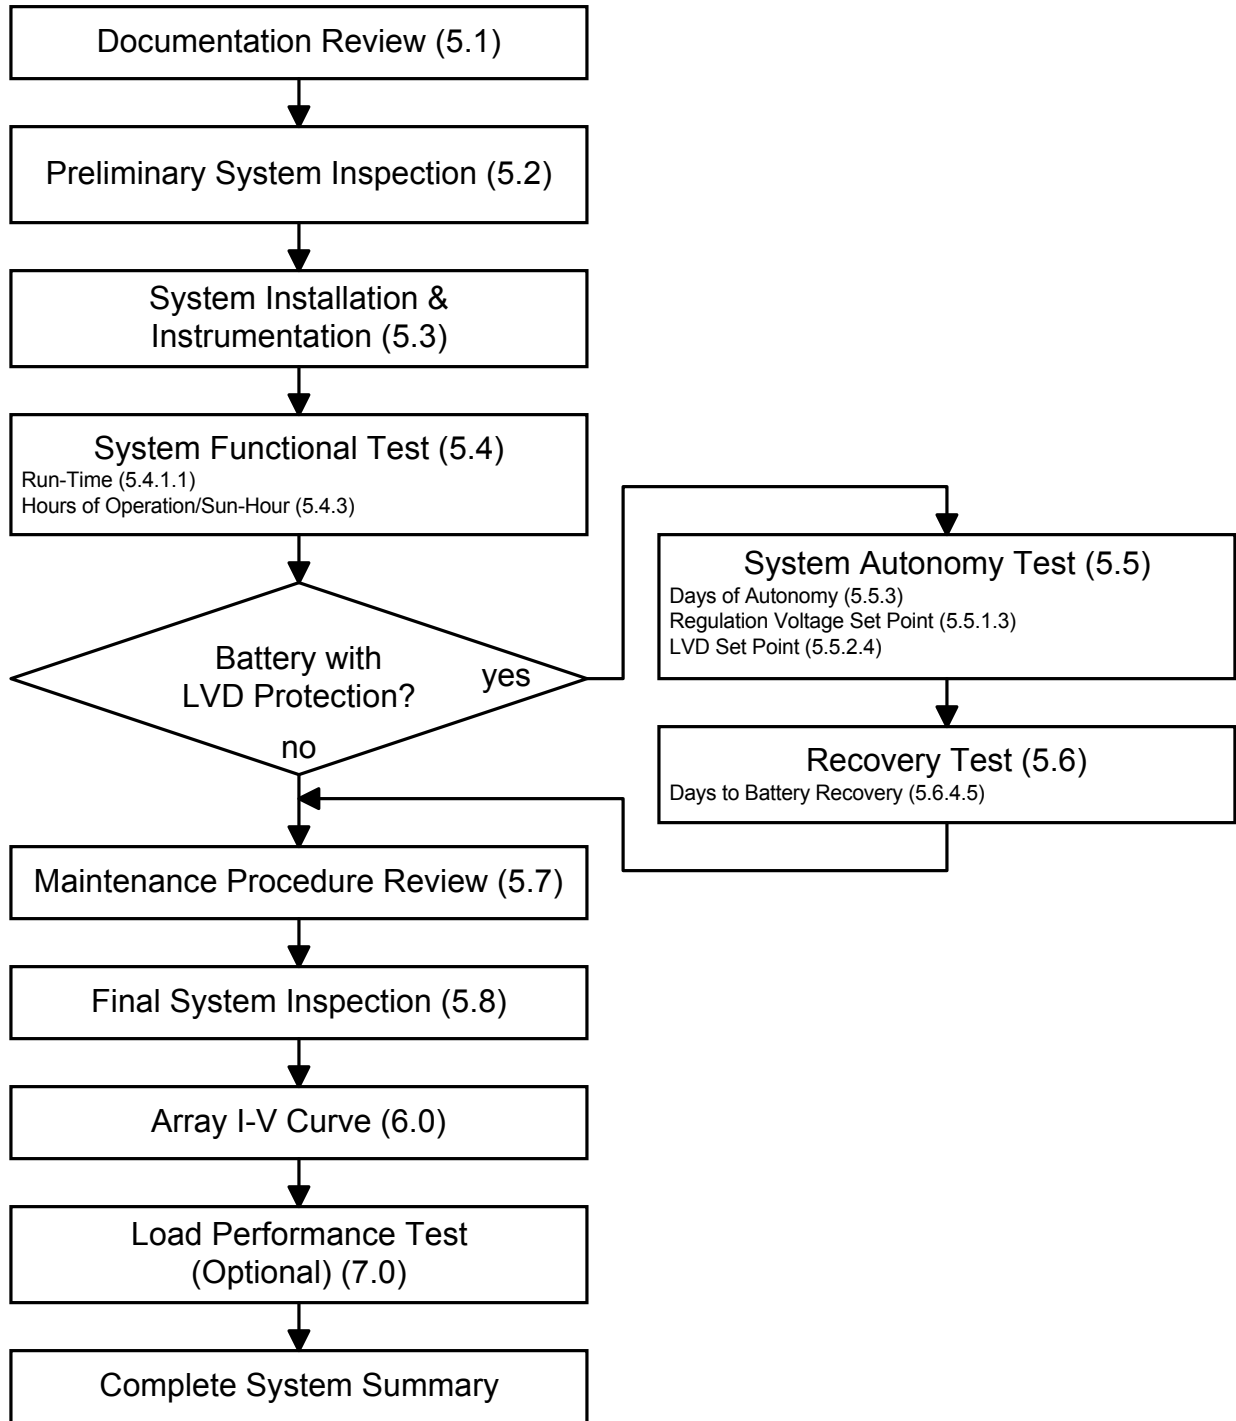 Documentation Review (5.1)
Preliminary System Inspection (5.2)
System Installation &
Instrumentation (5.3)
System Functional Test (5.4)
Run-Time (5.4.1.1)
Hours of Operation/Sun-Hour (5.4.3)
Battery with
LVD Protection?
yes
no
System Autonomy Test (5.5)
Days of Autonomy (5.5.3)
Regulation Voltage Set Point (5.5.1.3)
LVD Set Point (5.5.2.4)
Recovery Test (5.6)
Days to Battery Recovery (5.6.4.5)
Maintenance Procedure Review (5.7)
Final System Inspection (5.8)
Array I-V Curve (6.0)
Load Performance Test
(Optional) (7.0)
Complete System Summary